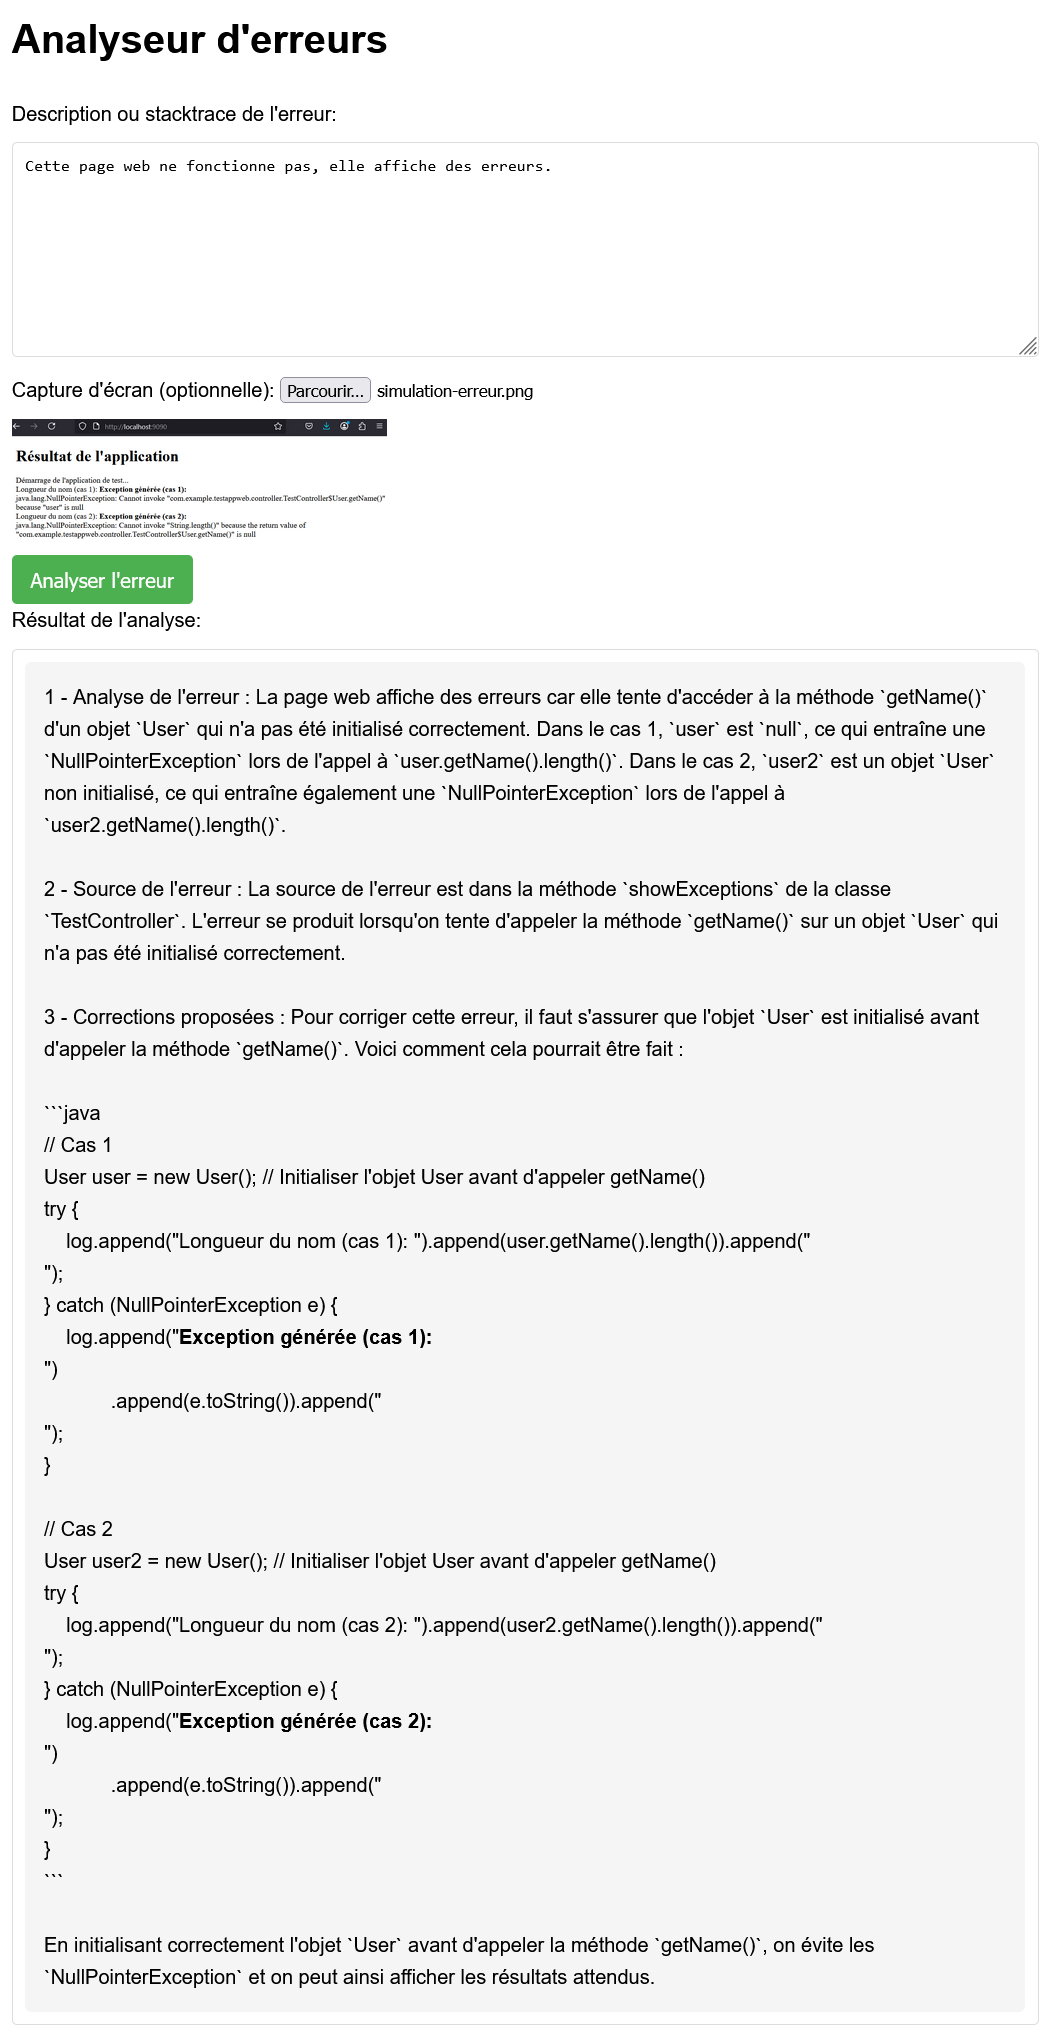 Analyseur d'erreurs
Description ou stacktrace de l'erreur:
Cette page web ne fonctionne pas, elle affiche des erreurs.
Capture d'écran (optionnelle): Parcourir... simulation-erreur.png
http://localhost:9090
Résultat de l'application
Démarrage de l'application de test...
Longueur du nom (cas 1): Exception générée (cas 1):
java.lang.NullPointerException: Cannot invoke "com.example.testappweb.controller.TestController$User.getName()"
because "user" is null
Longueur du nom (cas 2): Exception générée (cas 2):
java.lang.NullPointerException: Cannot invoke "String.length()" because the return value of
"com.example.testappweb.controller.TestController$User.getName()" is null
Analyser l'erreur
Résultat de l'analyse:
1 - Analyse de l'erreur : La page web affiche des erreurs car elle tente d'accéder à la méthode `getName()`
d'un objet `User` qui n'a pas été initialisé correctement. Dans le cas 1, `user` est `null`, ce qui entraîne une
`NullPointerException` lors de l'appel à `user.getName().length()`. Dans le cas 2, `user2` est un objet `User`
non initialisé, ce qui entraîne également une `NullPointerException` lors de l'appel à
`user2.getName().length()`.
2 - Source de l'erreur : La source de l'erreur est dans la méthode `showExceptions` de la classe
`TestController`. L'erreur se produit lorsqu'on tente d'appeler la méthode `getName()` sur un objet `User` qui
n'a pas été initialisé correctement.
3 - Corrections proposées : Pour corriger cette erreur, il faut s'assurer que l'objet `User` est initialisé avant
d'appeler la méthode `getName()`. Voici comment cela pourrait être fait :
```java
// Cas 1
User user = new User(); // Initialiser l'objet User avant d'appeler getName()
try {
    log.append("Longueur du nom (cas 1): ").append(user.getName().length()).append("
");
} catch (NullPointerException e) {
    log.append("Exception générée (cas 1):
")
            .append(e.toString()).append("
");
}
// Cas 2
User user2 = new User(); // Initialiser l'objet User avant d'appeler getName()
try {
    log.append("Longueur du nom (cas 2): ").append(user2.getName().length()).append("
");
} catch (NullPointerException e) {
    log.append("Exception générée (cas 2):
")
            .append(e.toString()).append("
");
}
```
En initialisant correctement l'objet `User` avant d'appeler la méthode `getName()`, on évite les
`NullPointerException` et on peut ainsi afficher les résultats attendus.